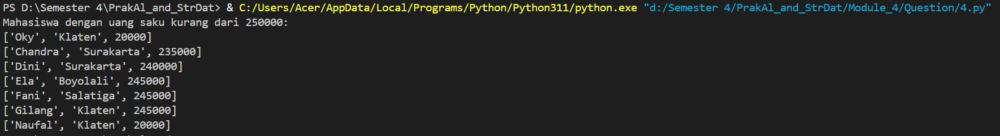 PS D:\Semester 4\PrakAl_and_StrDat> & C:/Users/Acer/AppData/Local/Programs/Python/Python311/python.exe "d:/Semester 4/PrakAl_and_StrDat/Module_4/Question/4.py"
Mahasiswa dengan uang saku kurang dari 250000:
['Oky', 'Klaten', 20000]
['Chandra', 'Surakarta', 235000]
['Dini', 'Surakarta', 240000]
['Ela', 'Boyolali', 245000]
['Fani', 'Salatiga', 245000]
['Gilang', 'Klaten', 245000]
['Naufal', 'Klaten', 20000]